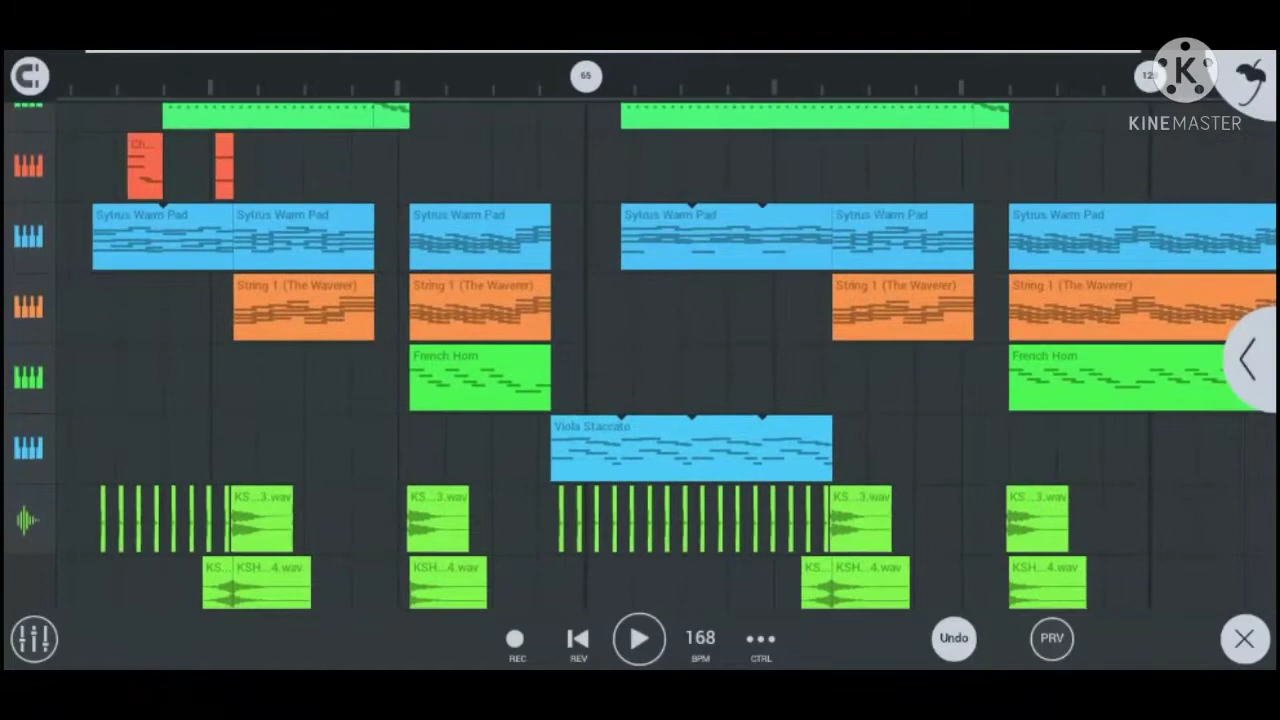 65
12
KINEMASTER
Ch...
Sytrus Warm Pad
Sytrus Warm Pad
Sytrus Warm Pad
Sytrus Warm Pad
Sytrus Warm Pad
Sytrus Warm Pad
String 1 (The Waverer)
String 1 (The Waverer)
String 1 (The Waverer)
String 1 (The Waverer)
French Horn
French Horn
Viola Staccato
KS...3.wav
KS...3.wav
KS...3.wav
KS...3.wav
KS... KSH...4.wav
KSH...4.wav
KS... KSH...4.wav
KSH...4.wav
REC
REV
168
BPM
CTRL
Undo
PRV